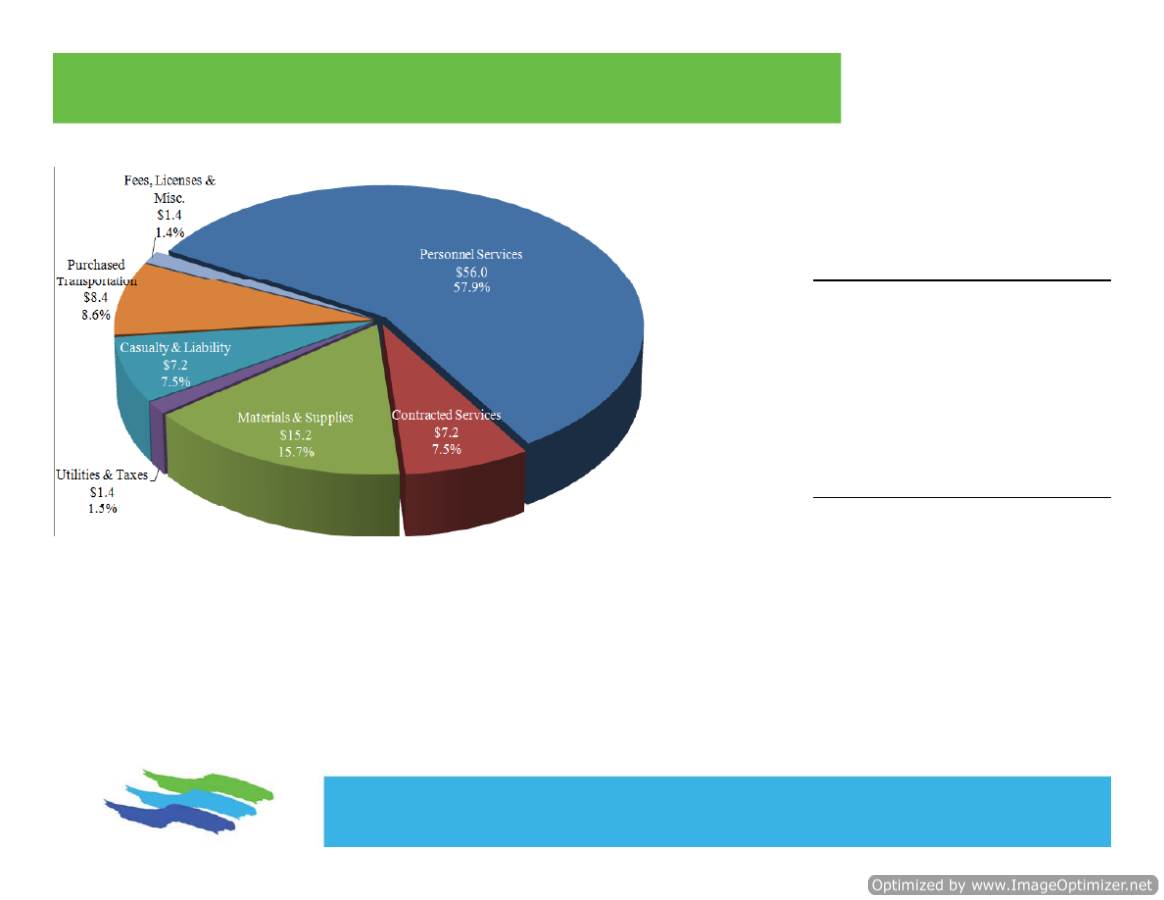 Fees, Licenses &
Misc.
$1.4
1.4%
Personnel Services
$56.0
57.9%
Purchased
Transportation
$8.4
8.6%
Casualty & Liability
$7.2
7.5%
Materials & Supplies
$15.2
15.7%
Contracted Services
$7.2
7.5%
Utilities & Taxes
$1.4
1.5%
Optimized by www.ImageOptimizer.net